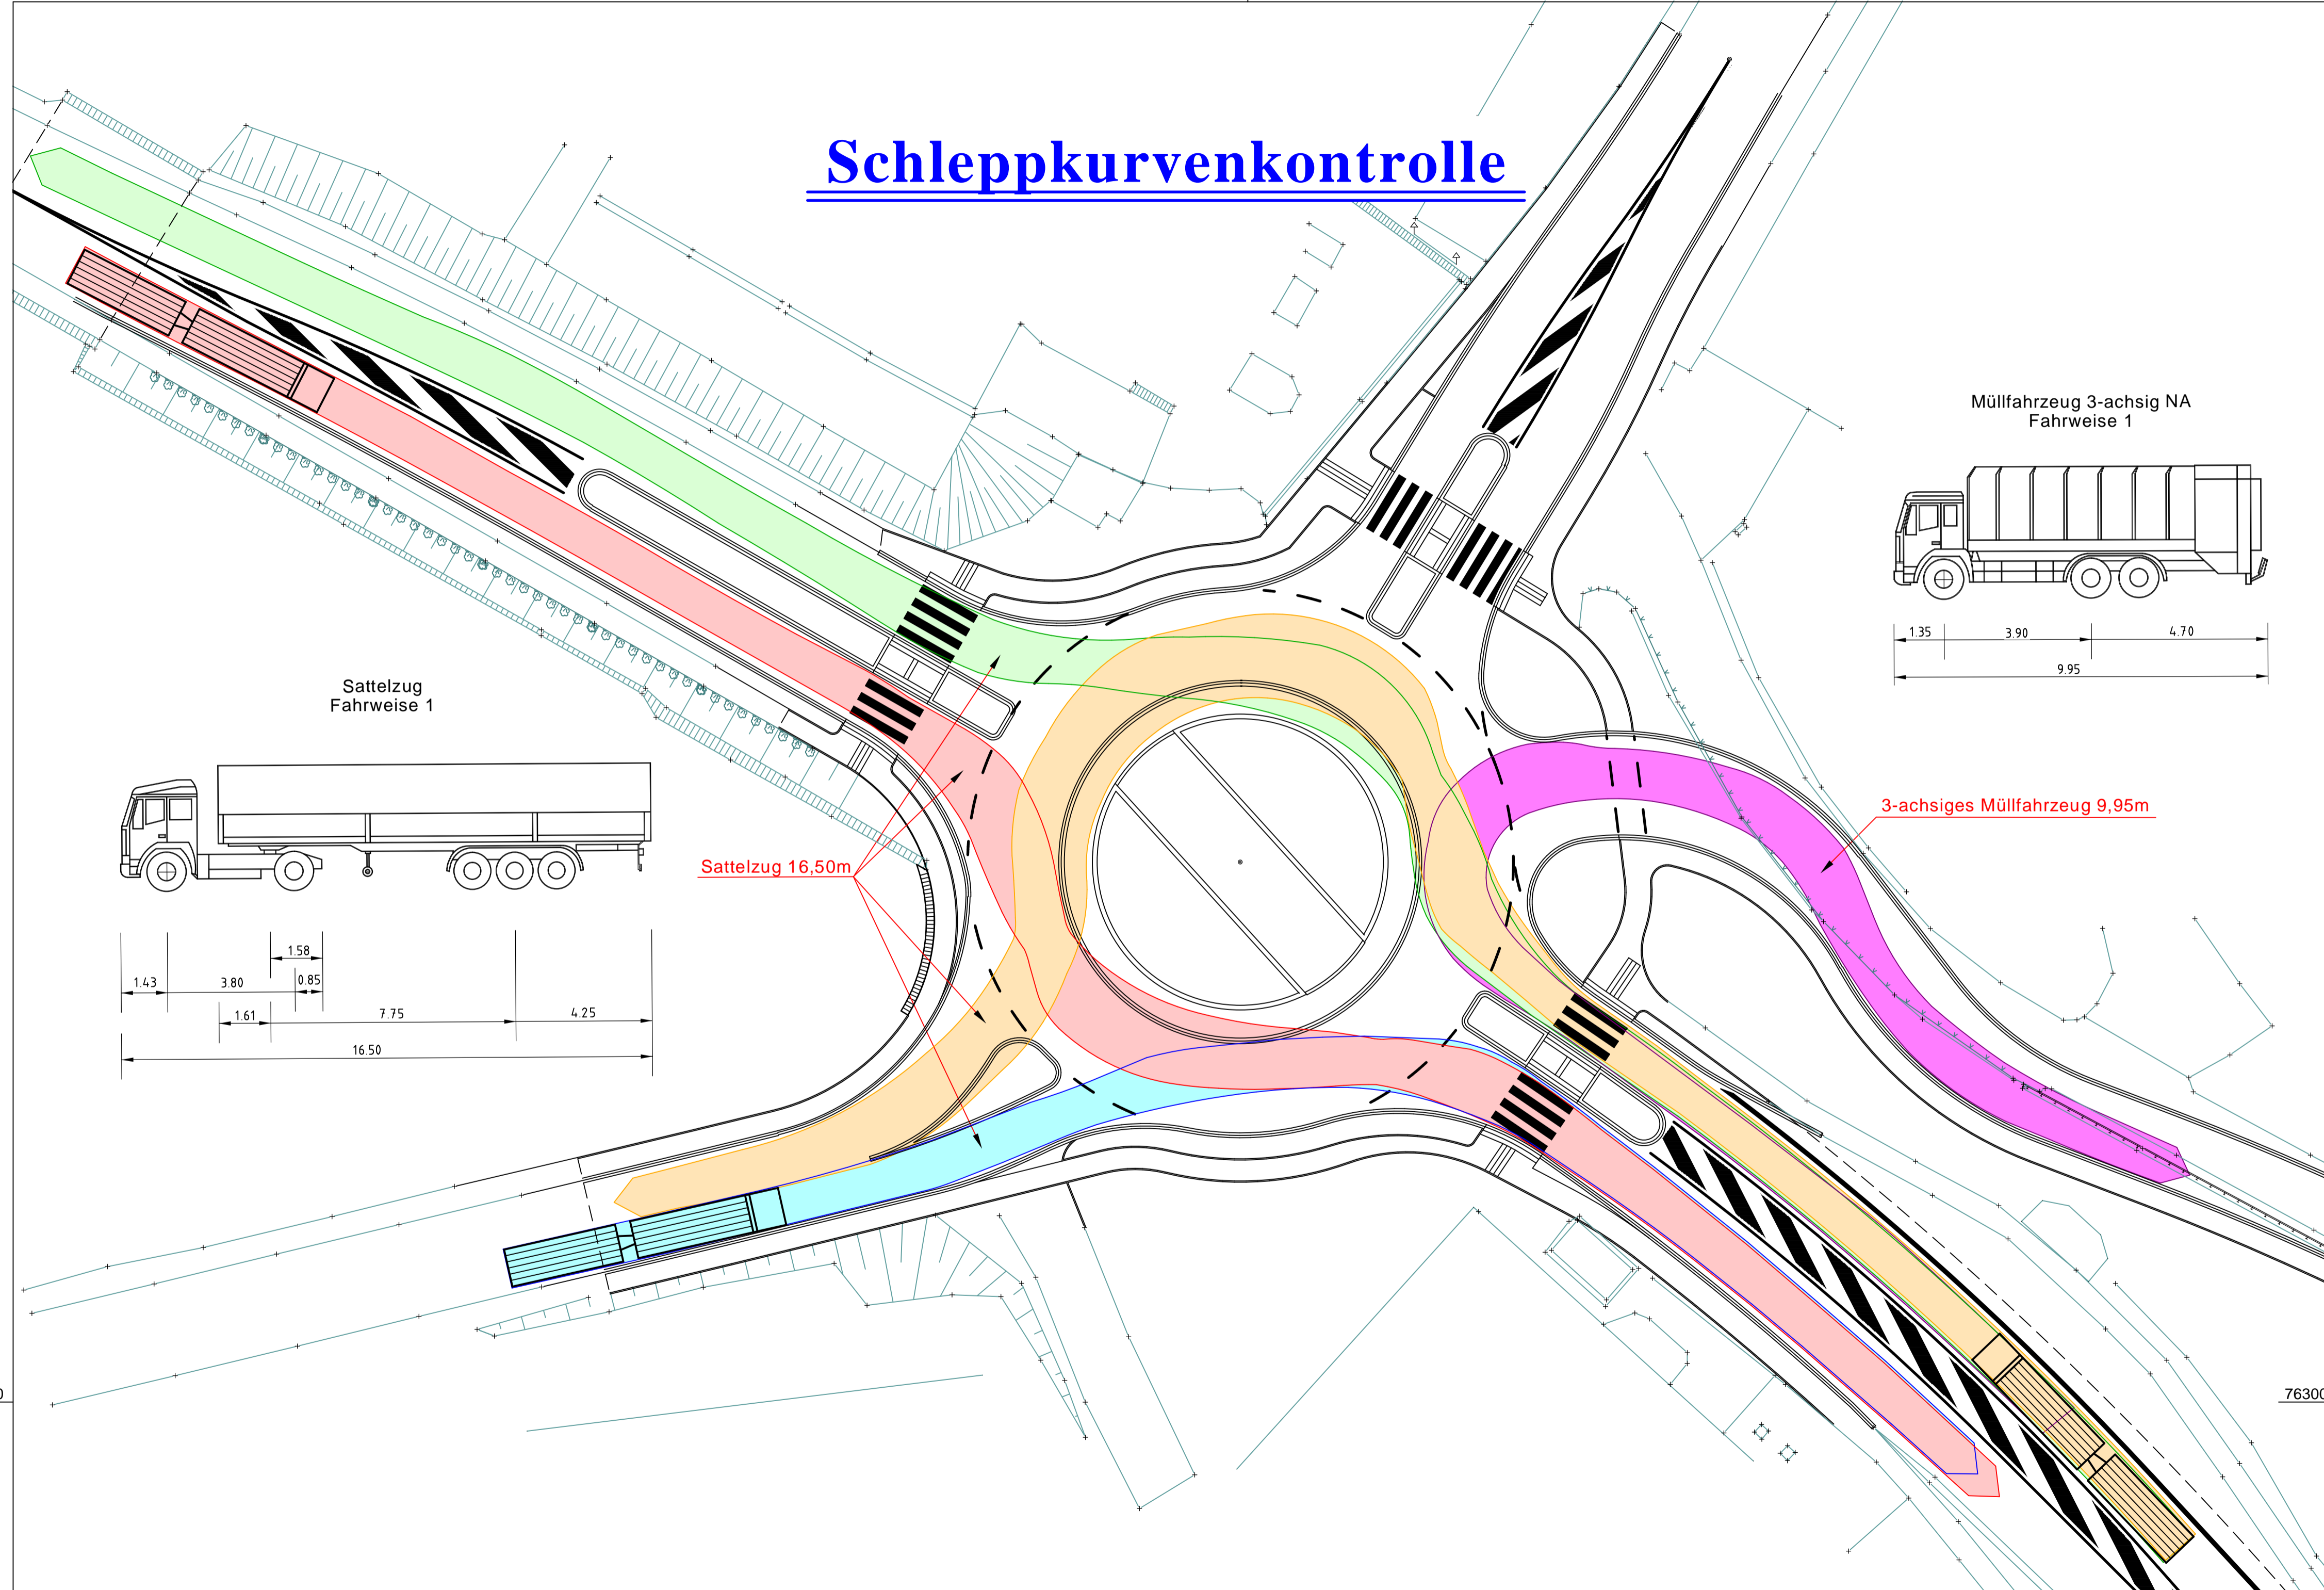 Schleppkurvenkontrolle
Müllfahrzeug 3-achsig NA
Fahrweise 1
1.35
3.90
4.70
9.95
Sattelzug
Fahrweise 1
3-achsiges Müllfahrzeug 9,95m
Sattelzug 16,50m
1.58
1.43
3.80
0.85
1.61
7.75
4.25
16.50
0
76300